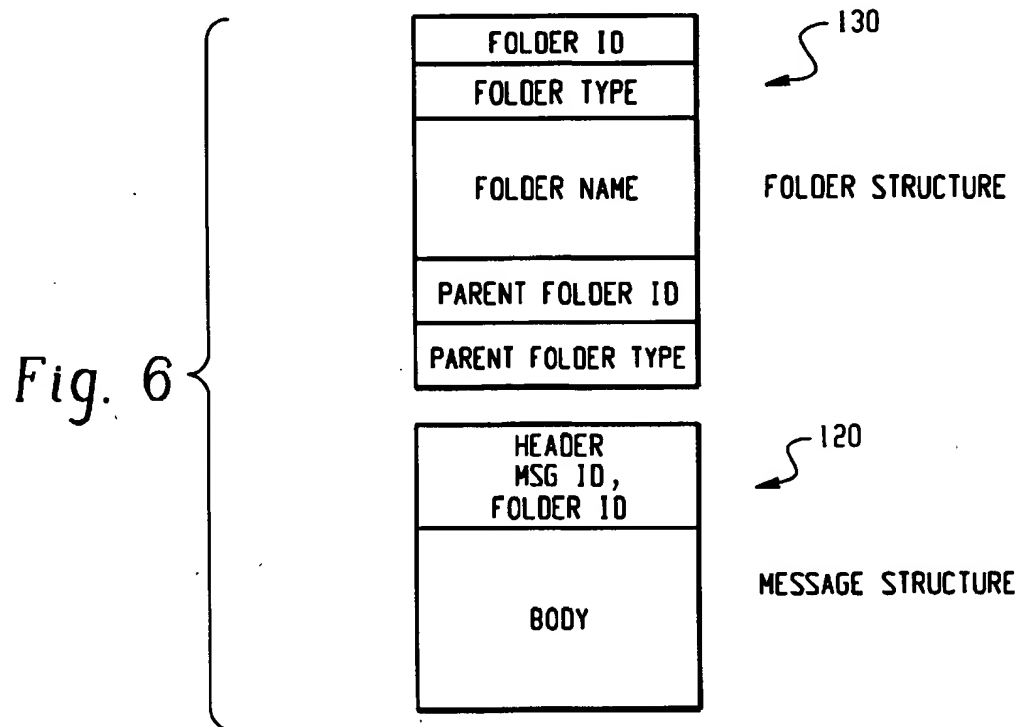 FOLDER ID
130
FOLDER TYPE
FOLDER NAME
FOLDER STRUCTURE
PARENT FOLDER ID
PARENT FOLDER TYPE
Fig. 6
HEADER
MSG ID,
FOLDER ID
120
MESSAGE STRUCTURE
BODY